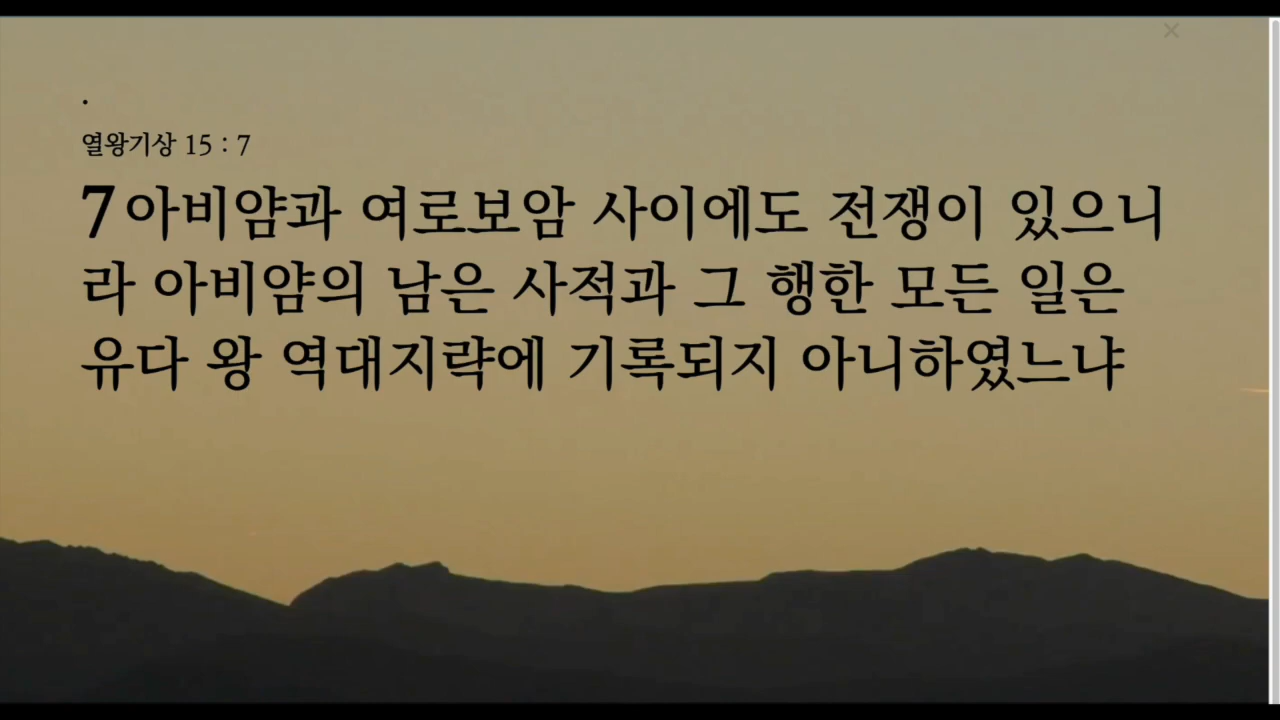 .
열왕기상 15 : 7
7 아비얌과 여로보암 사이에도 전쟁이 있으니
라 아비얌의 남은 사적과 그 행한 모든 일은
유다 왕 역대지략에 기록되지 아니하였느냐